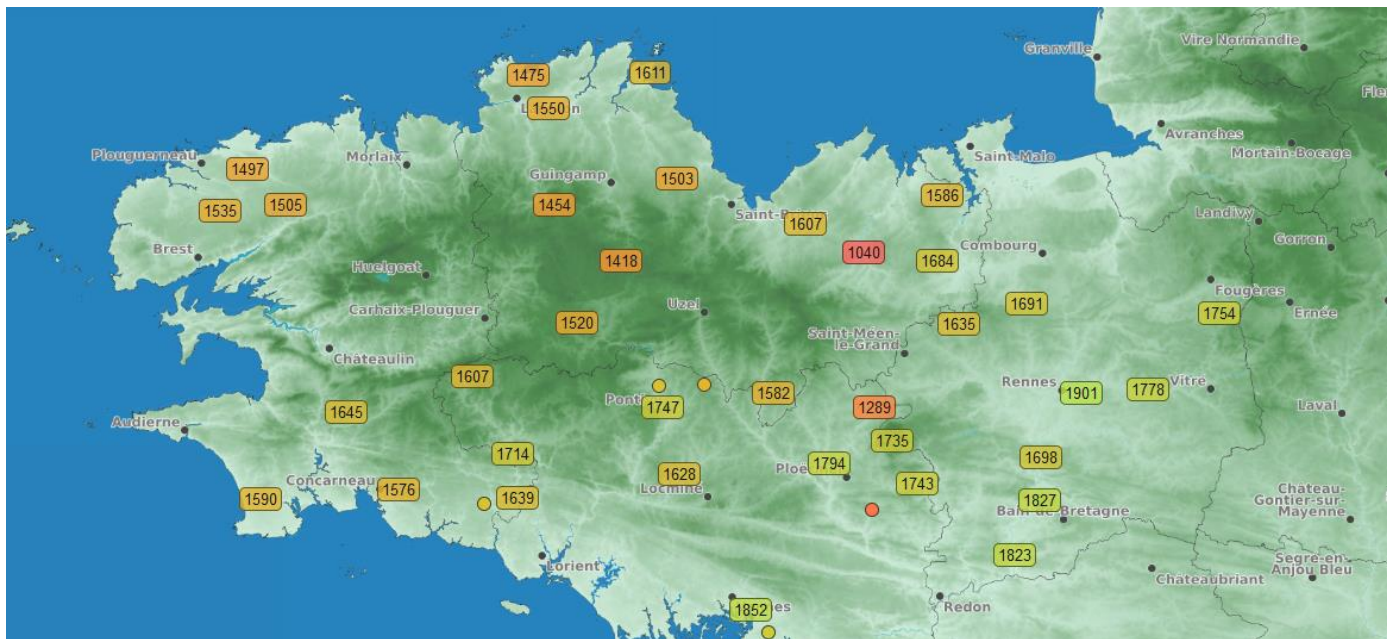 Granville
Vire Normandie
1475
1611
Fler
1550
Avranches
Plouguerneau
Morlaix
Saint-Malo
Mortain-Bocage
1497
Guingamp
1503
1586
1535
1505
1454
Landivy
1607
Gorron
Brest
Combourg
1040
Huelgoat
1418
1684
Fougères
Carhaix-Plouguer
Uzel
1691
1754
Ernée
1520
1635
Saint-Méen-
le-Grand
Châteaulin
1607
Rennes
1901
1778
Vitre
1582
1747
1289
Laval
1645
Audierne
1735
1714
1794
1698
Concarneau
1628
1743
1576
Locminé
1590
1639
1827
Bain-de-Bretagne
Chateau-
Gontier-sur-
Mayenne
1823
Lorient
Segré-en-
Anjou Bleu
Châteaubriant
1852
Redon